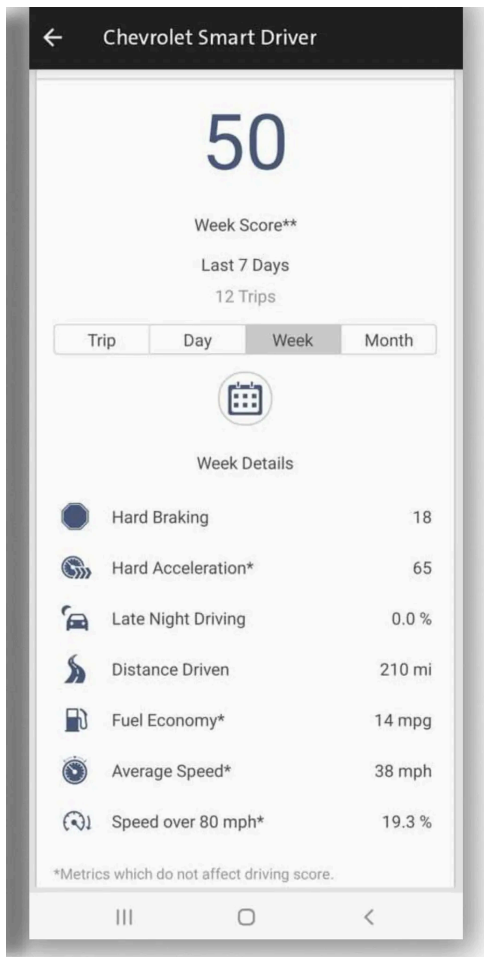 Chevrolet Smart Driver
50
Week Score**
Last 7 Days
12 Trips
Trip Day Week Month
Week Details
Hard Braking 18
Hard Acceleration* 65
Late Night Driving 0.0 %
Distance Driven 210 mi
Fuel Economy* 14 mpg
Average Speed* 38 mph
Speed over 80 mph* 19.3 %
*Metrics which do not affect driving score.